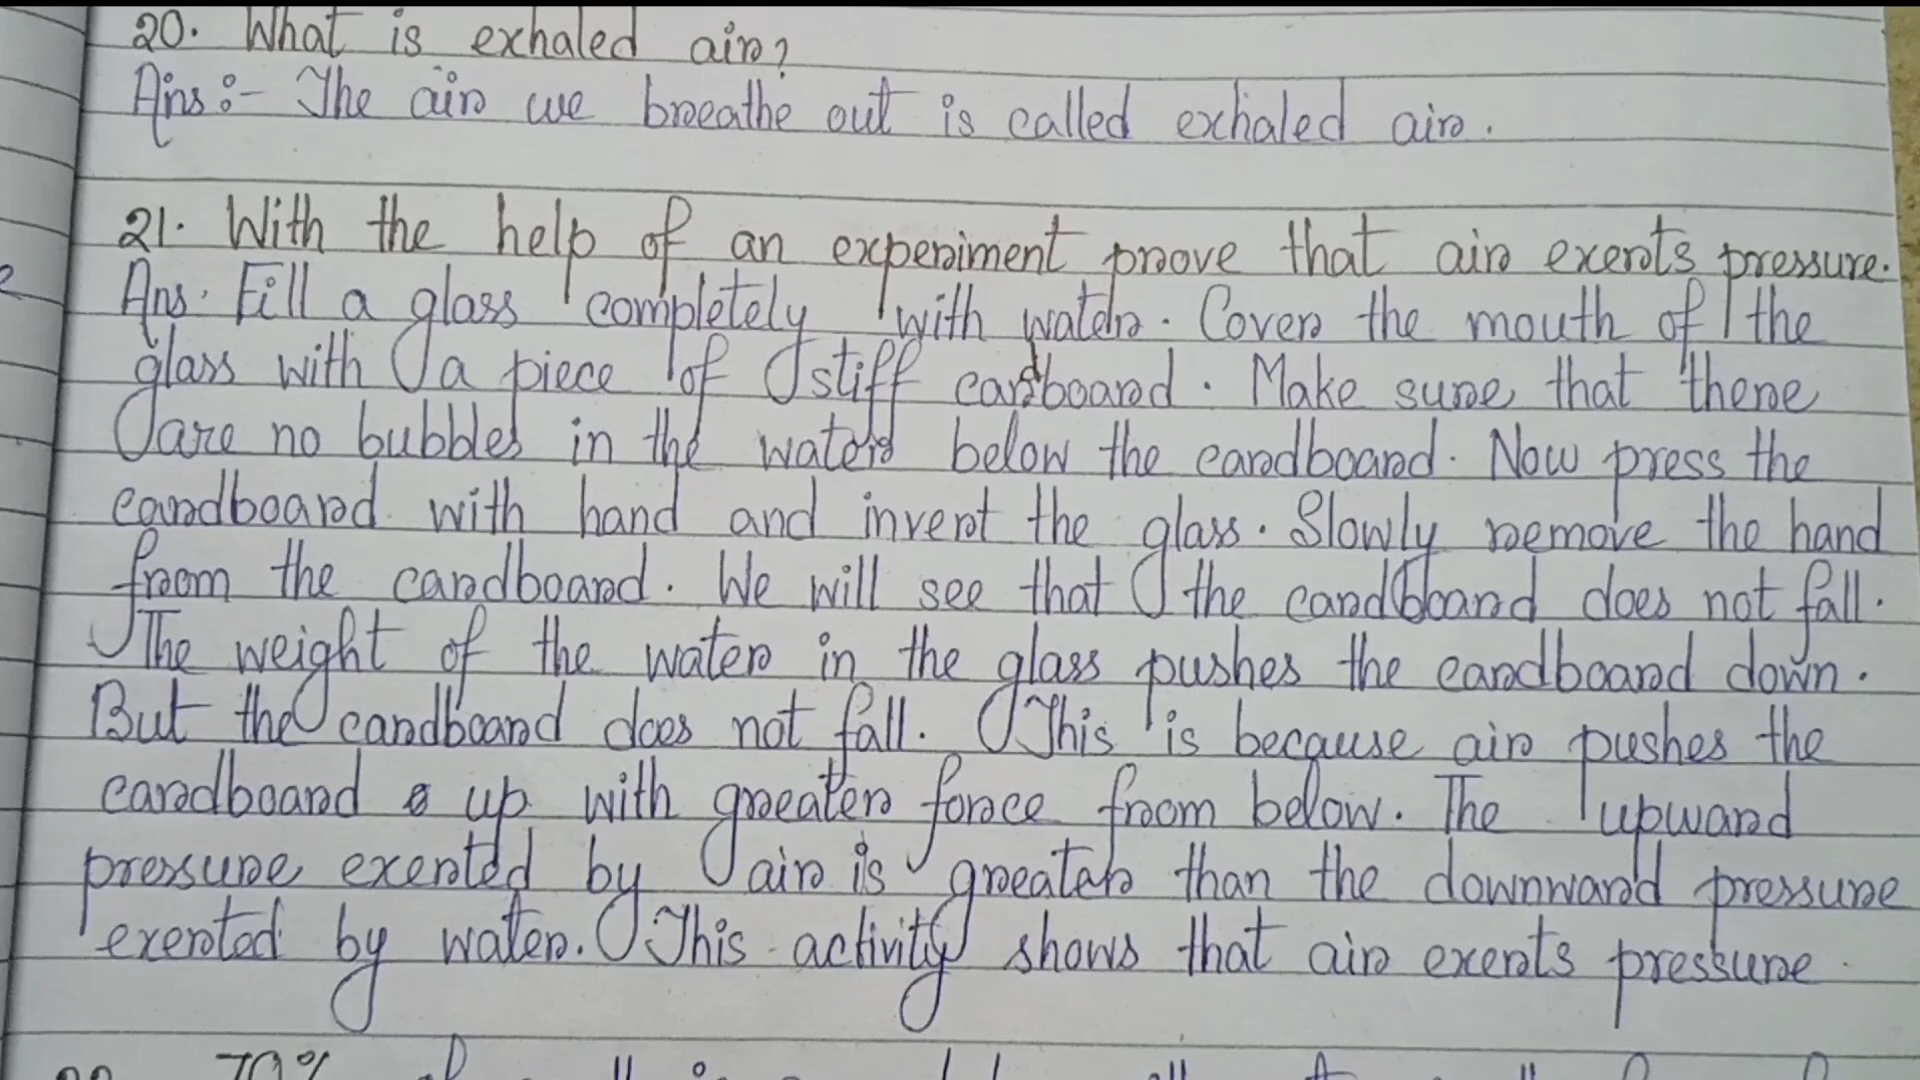 20. What is exhaled air?
Ans:- The air we breathe out is called exhaled air.
21. With the help of an experiment prove that air exerts pressure.
Ans. Fill a glass completely with water. Cover the mouth of the
glass with a piece of stiff cardboard. Make sure that there
are no bubbles in the water below the cardboard. Now press the
cardboard with hand and invert the glass. Slowly remove the hand
from the cardboard. We will see that the cardboard does not fall.
The weight of the water in the glass pushes the cardboard down.
But the cardboard does not fall. This is because air pushes the
cardboard up with greater force from below. The upward
pressure exerted by air is greater than the downward pressure
exerted by water. This activity shows that air exerts pressure.
70%